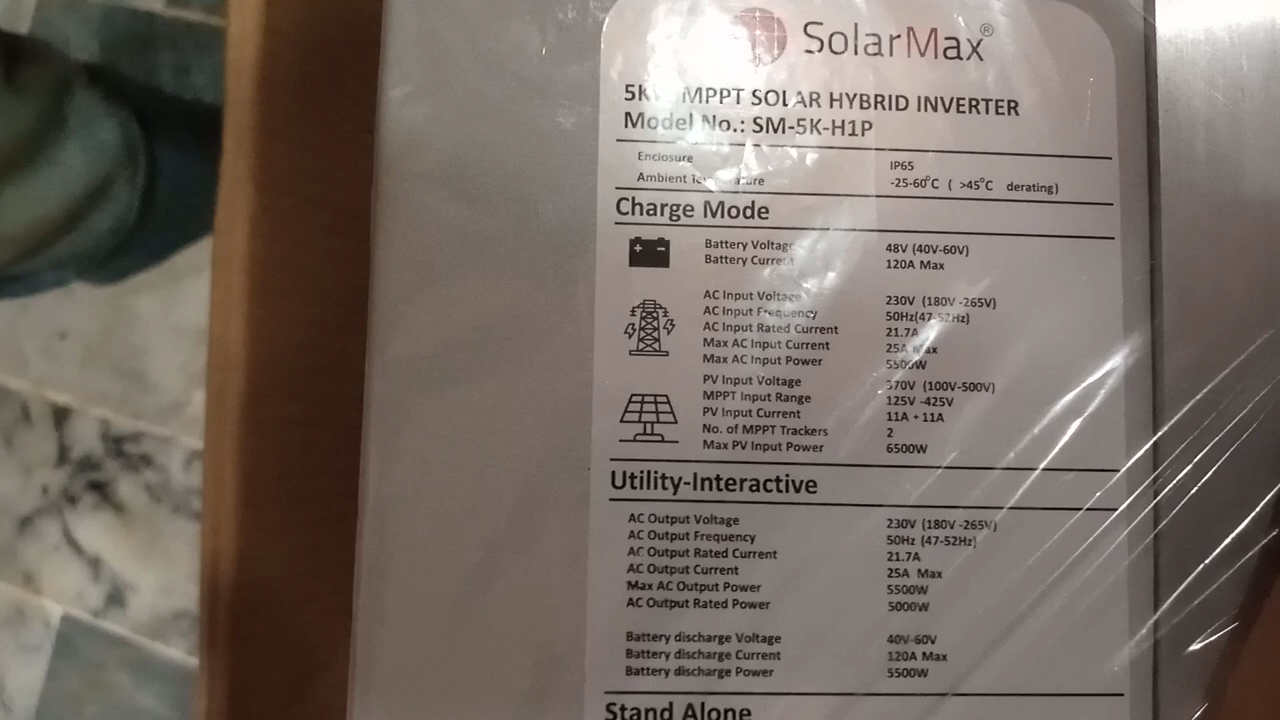 SolarMax®
MPPT SOLAR HYBRID INVERTER
Model No.: SM-5K-H1P
Enclosure IP65
Ambient -25-60°C ( >45°C derating)
Charge Mode
Battery Voltage 48V (40V-60V)
Battery Current 120A Max
AC Input Voltage 230V (180V -265V)
AC Input Frequency 50Hz(47-52Hz)
AC Input Rated Current 21.7A
Max AC Input Current 25A Max
Max AC Input Power 5500W
PV Input Voltage 370V (100V-500V)
MPPT Input Range 125V -425V
PV Input Current 11A + 11A
No. of MPPT Trackers 2
Max PV Input Power 6500W
Utility-Interactive
AC Output Voltage 230V (180V -265V)
AC Output Frequency 50Hz (47-52Hz)
AC Output Rated Current 21.7A
AC Output Current 25A Max
Max AC Output Power 5500W
AC Output Rated Power 5000W
Battery discharge Voltage 40V-60V
Battery discharge Current 120A Max
Battery discharge Power 5500W
Stand Alone